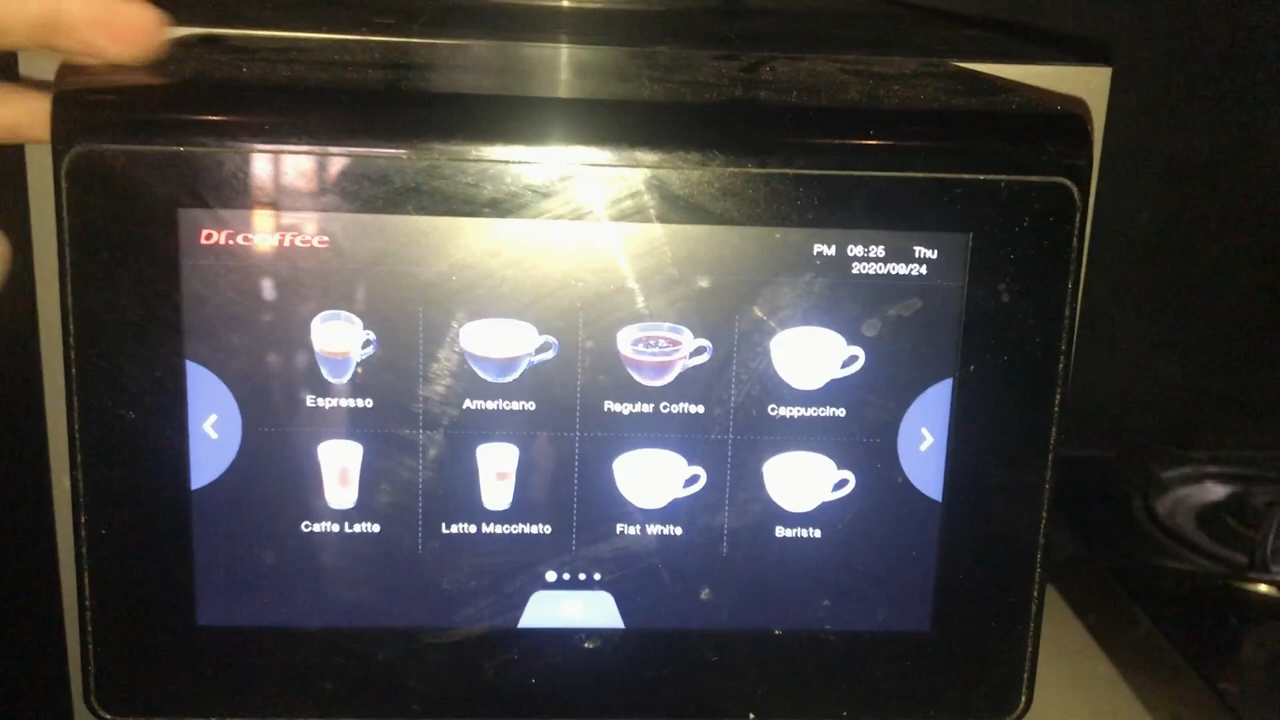 Dr.coffee
PM 06:25 Thu
2020/09/24
Espresso
Americano
Regular Coffee
Cappuccino
Caffe Latte
Latte Macchiato
Flat White
Barista